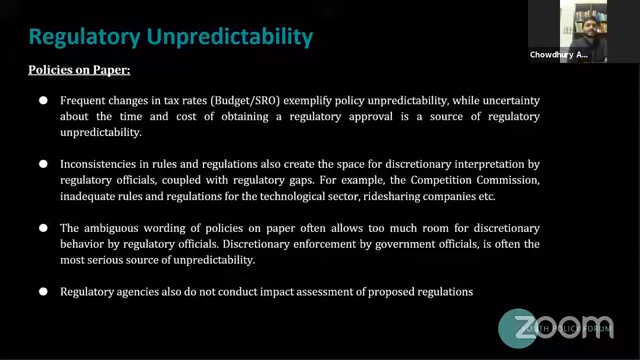 Regulatory Unpredictability
Chowdhury A...
Policies on Paper:
● Frequent changes in tax rates (Budget/SRO) exemplify policy unpredictability, while uncertainty
about the time and cost of obtaining a regulatory approval is a source of regulatory
unpredictability.
● Inconsistencies in rules and regulations also create the space for discretionary interpretation by
regulatory officials, coupled with regulatory gaps. For example, the Competition Commission,
inadequate rules and regulations for the technological sector, ridesharing companies etc.
● The ambiguous wording of policies on paper often allows too much room for discretionary
behavior by regulatory officials. Discretionary enforcement by government officials, is often the
most serious source of unpredictability.
● Regulatory agencies also do not conduct impact assessment of proposed regulations
zoom
YOUTH POLICY FORUM